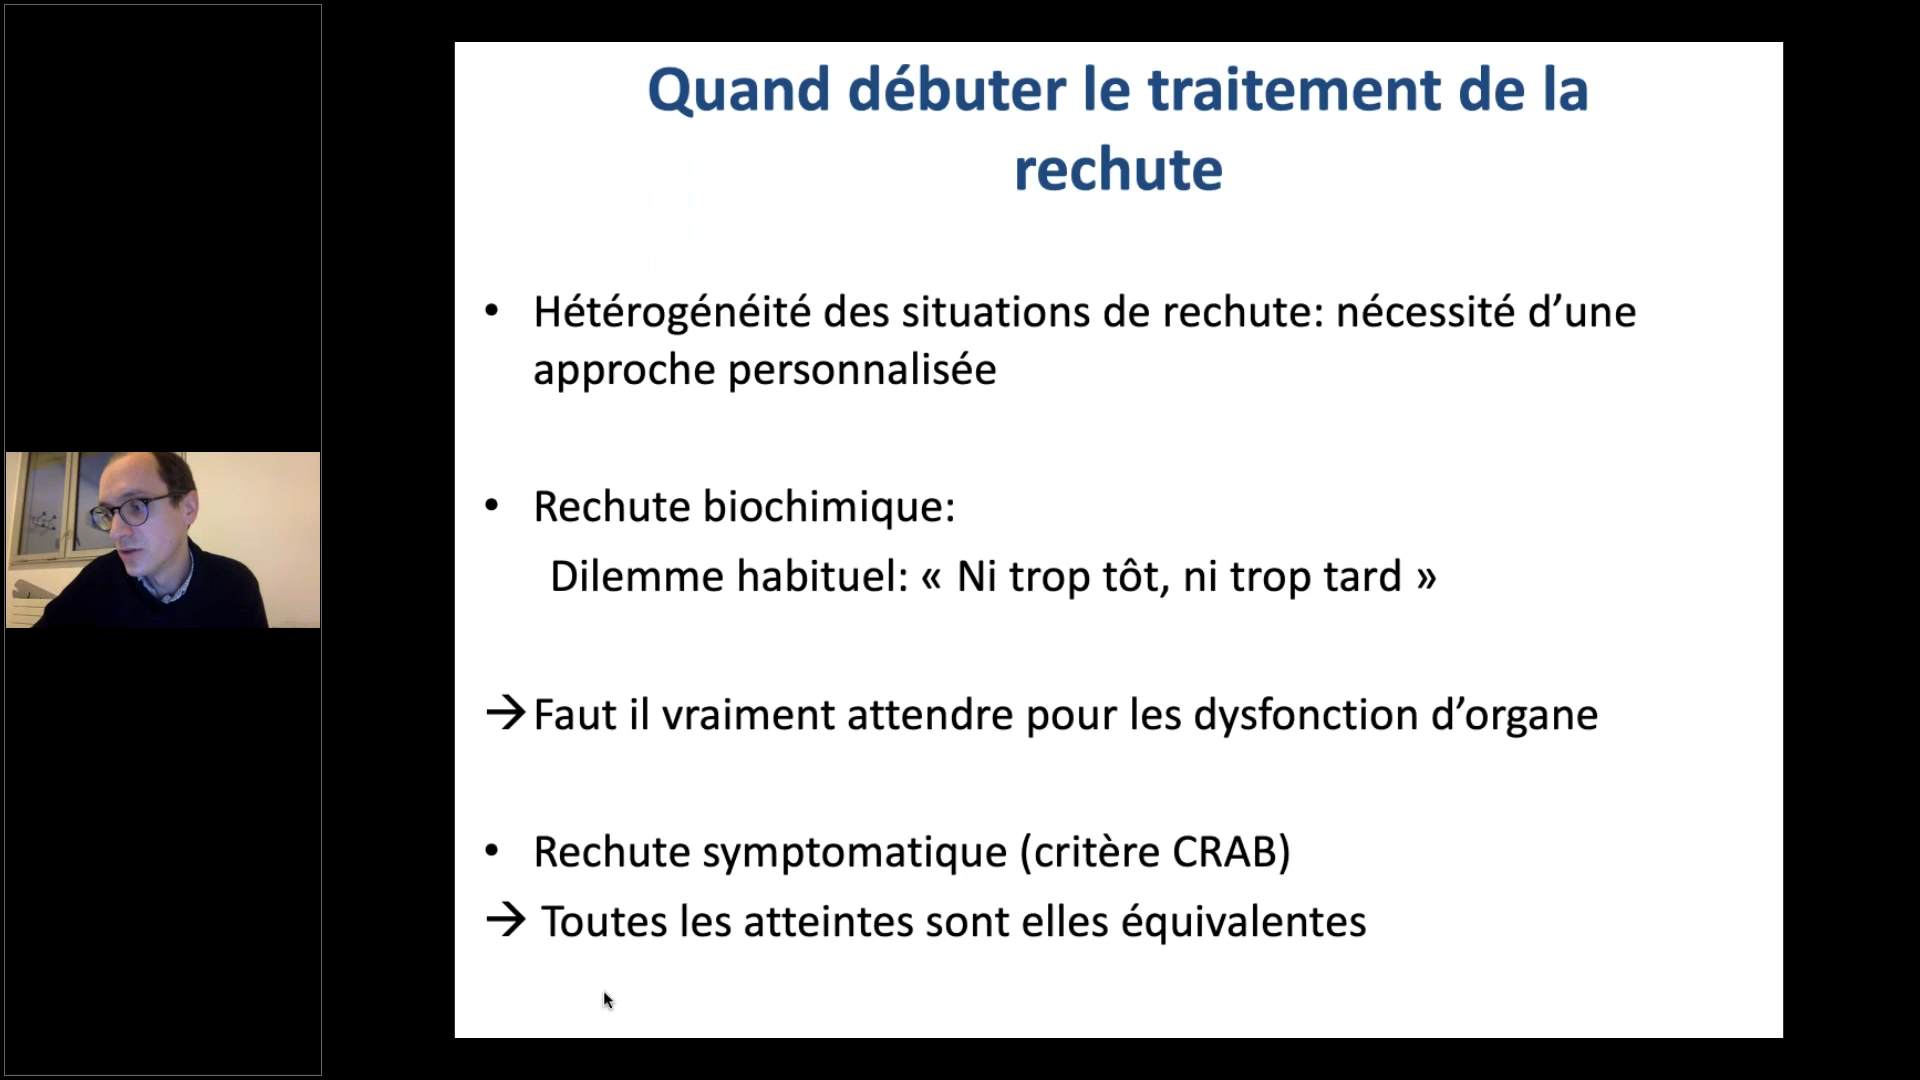 Quand débuter le traitement de la
rechute
• Hétérogénéité des situations de rechute: nécessité d’une
approche personnalisée
• Rechute biochimique:
Dilemme habituel: « Ni trop tôt, ni trop tard »
→ Faut il vraiment attendre pour les dysfonction d’organe
• Rechute symptomatique (critère CRAB)
→ Toutes les atteintes sont elles équivalentes